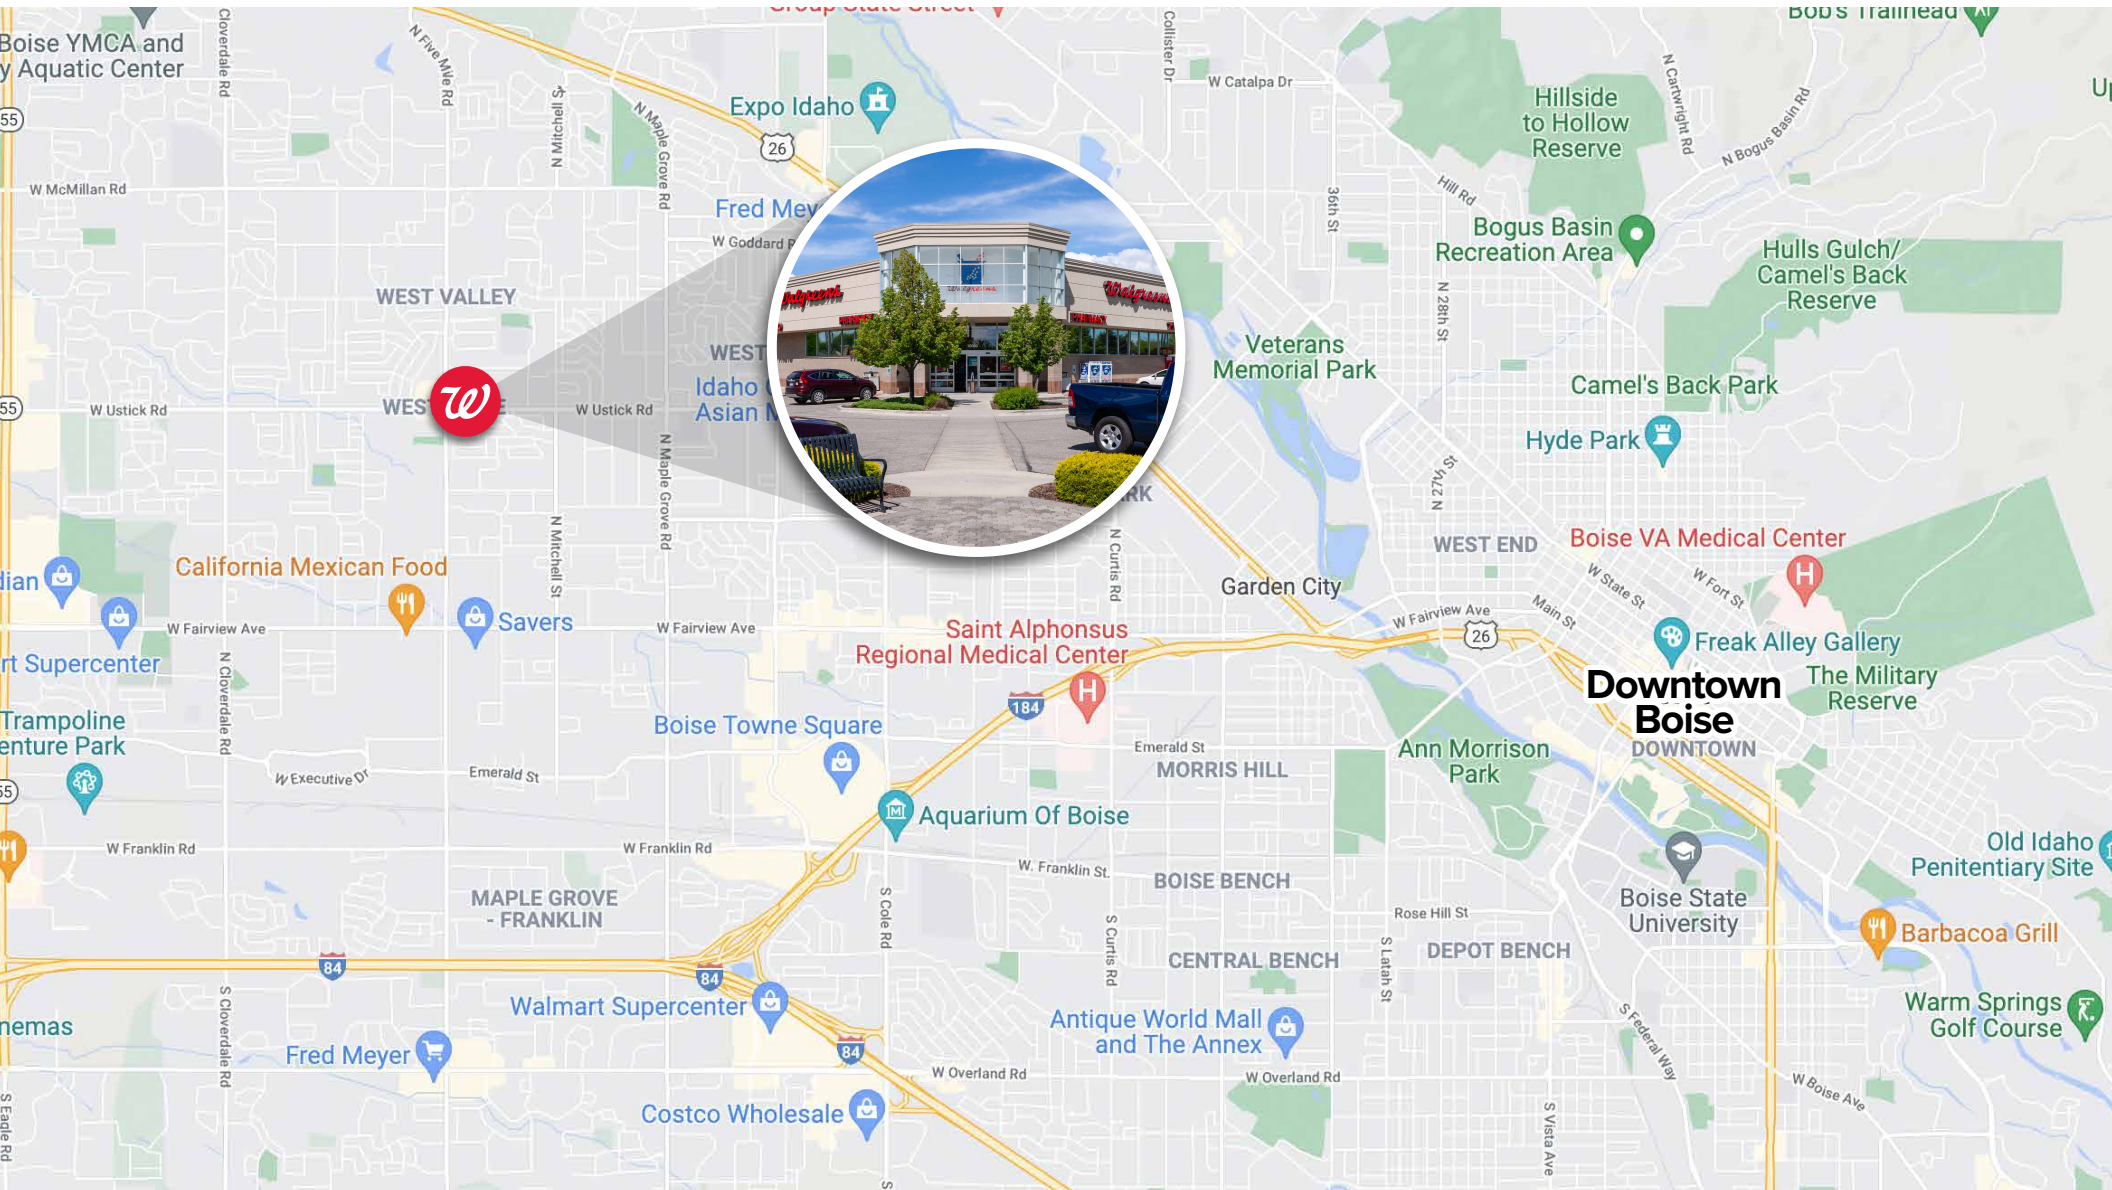 Group State Street
Bob's Trailhead
Boise YMCA and
y Aquatic Center
Cloverdale Rd
N Five Mile Rd
Collister Dr
W Catalpa Dr
N Cartwright Rd
N Bogus Basin Rd
55
N Mitchell St
N Maple Grove Rd
Expo Idaho
26
Hillside
to Hollow
Reserve
W McMillan Rd
36th St
Hill Rd
Fred Mey
W Goddard R
Bogus Basin
Recreation Area
Hulls Gulch/
Camel's Back
Reserve
WEST VALLEY
Walgreens
Walgreens
Walgreens
PHARMACY
N 28th St
WEST
Veterans
Memorial Park
Camel's Back Park
55
W Ustick Rd
WES
W
E
W Ustick Rd
Idaho
Asian
Hyde Park
N Maple Grove Rd
N 27th St
RK
N Mitchell St
N Curtis Rd
WEST END
Boise VA Medical Center
California Mexican Food
dian
Garden City
W State St
W Fort St
Savers
W Fairview Ave
W Fairview Ave
W Fairview Ave
Main St
26
rt Supercenter
Saint Alphonsus
Regional Medical Center
Freak Alley Gallery
N Cloverdale Rd
The Military
Reserve
Downtown
Boise
DOWNTOWN
184
Trampoline
enture Park
Boise Towne Square
Emerald St
MORRIS HILL
Ann Morrison
Park
W Executive Dr
Emerald St
55
Aquarium Of Boise
W Franklin Rd
W Franklin Rd
W. Franklin St.
BOISE BENCH
Old Idaho
Penitentiary Site
MAPLE GROVE
- FRANKLIN
S Cole Rd
S Curtis Rd
Rose Hill St
Boise State
University
Barbacoa Grill
84
84
CENTRAL BENCH
S Latah St
DEPOT BENCH
S Cloverdale Rd
Walmart Supercenter
Antique World Mall
and The Annex
S Federal Way
Warm Springs
Golf Course
nemas
Fred Meyer
84
W Overland Rd
W Overland Rd
W Boise Ave
Costco Wholesale
S Eagle Rd
S Vista Ave